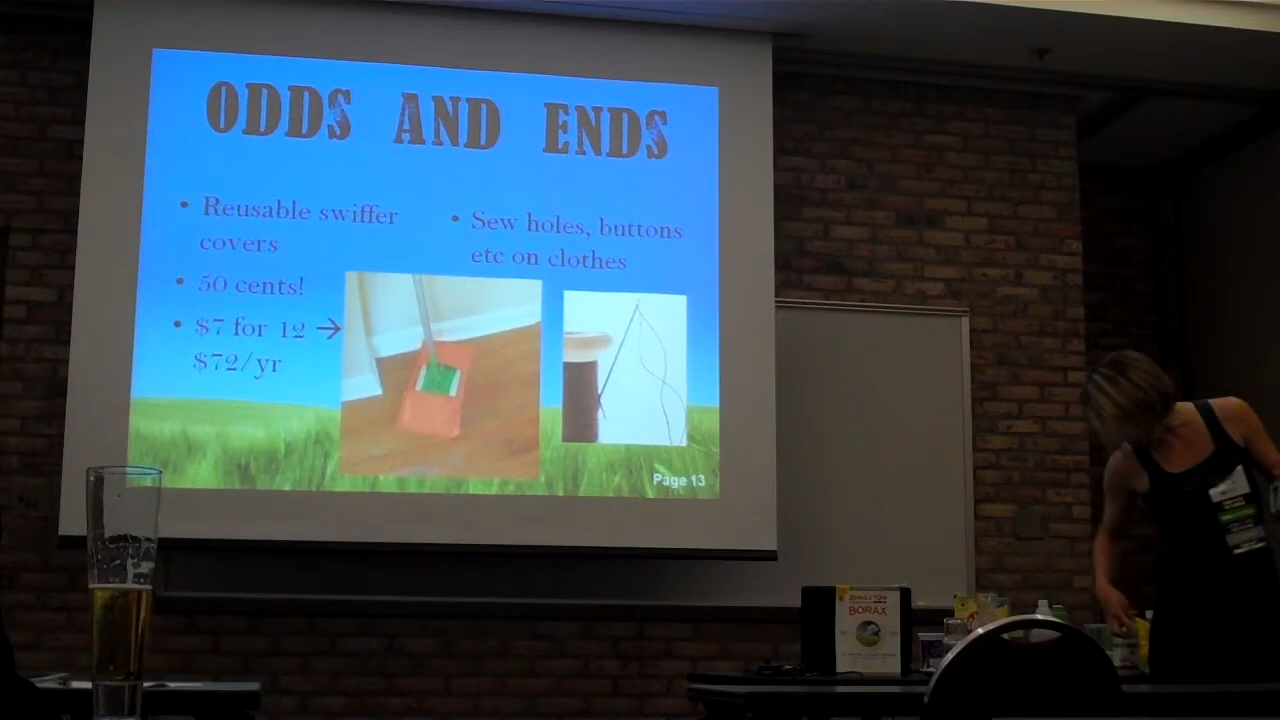 ODDS AND ENDS
• Reusable swiffer
covers
• 50 cents!
• $7 for 12 →
$72/yr
• Sew holes, buttons
etc on clothes
Page 13
BORAX